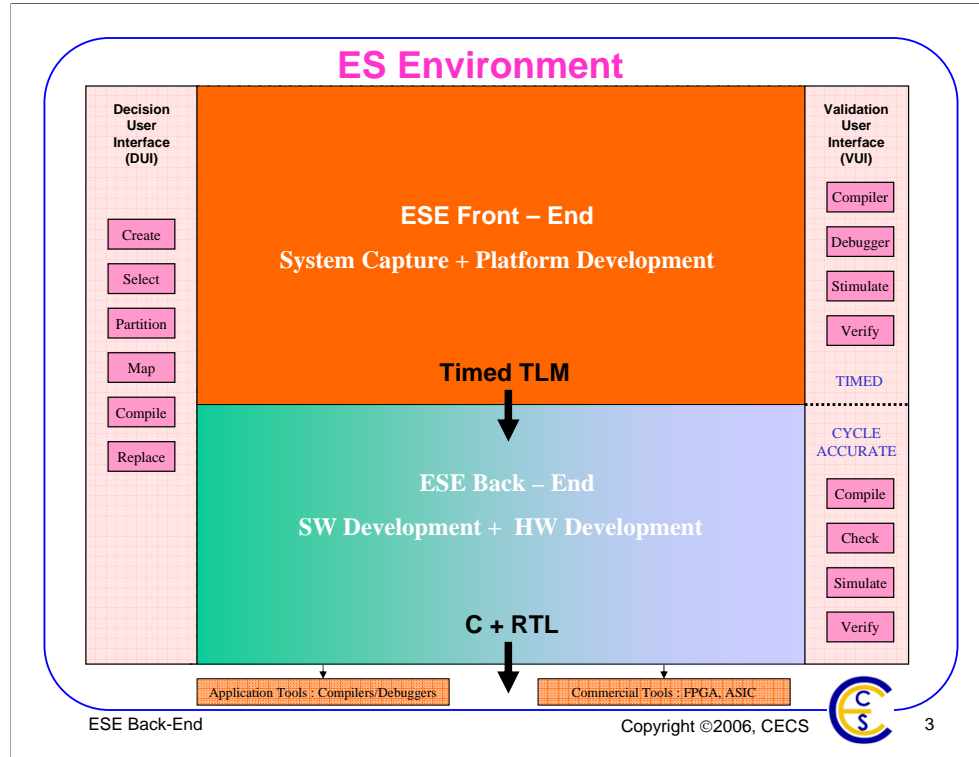 ES Environment
Decision
User
Interface
(DUI)
Create
Select
Partition
Map
Compile
Replace
ESE Front – End
System Capture + Platform Development
Timed TLM
ESE Back – End
SW Development + HW Development
C + RTL
Validation
User
Interface
(VUI)
Compiler
Debugger
Stimulate
Verify
TIMED
CYCLE
ACCURATE
Compile
Check
Simulate
Verify
Application Tools : Compilers/Debuggers
Commercial Tools : FPGA, ASIC
ESE Back-End
Copyright ©2006, CECS
C
E
C
S
3